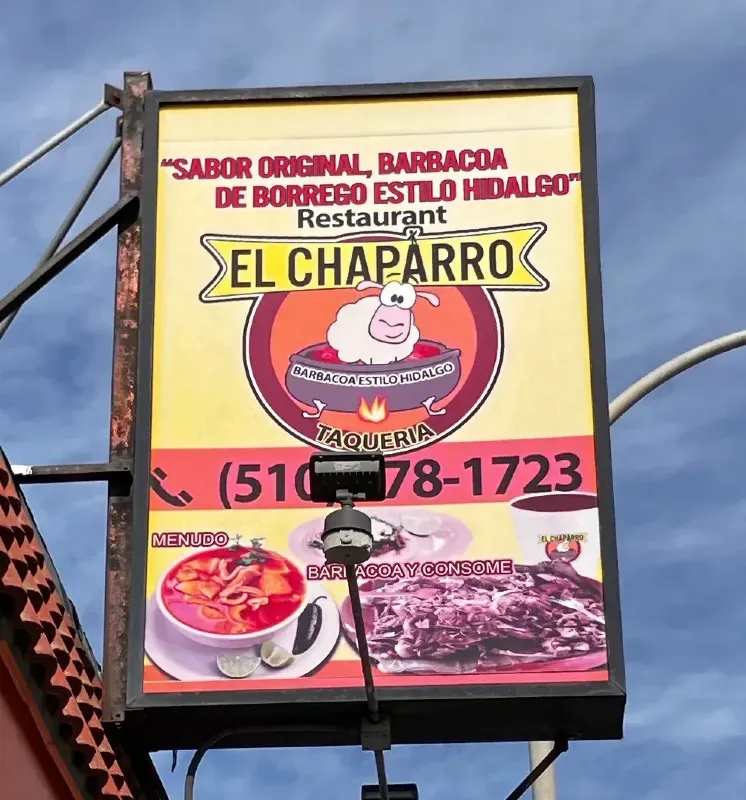 "SABOR ORIGINAL, BARBACOA
DE BORREGO ESTILO HIDALGO"
Restaurant
EL CHAPARRO
BARBACOA ESTILO HIDALGO
TAQUERIA
(510) 78-1723
MENUDO
EL CHAPARRO
BARBACOA Y CONSOME